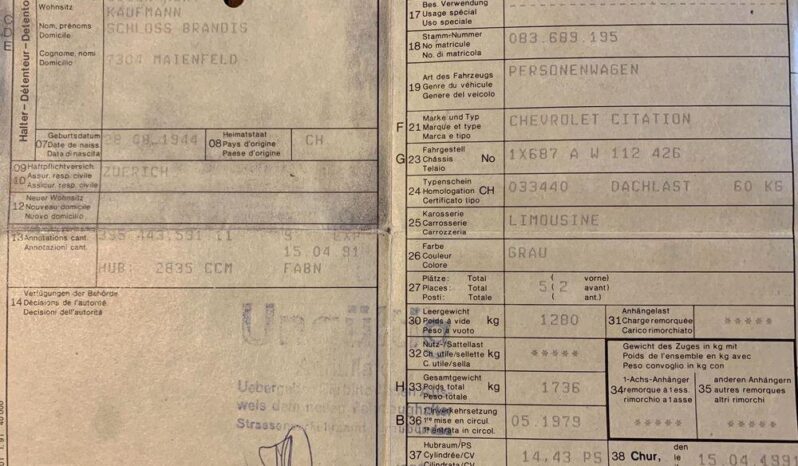 Wohnsitz
KAUFMANN
Nom, prénoms
Domicile
SCHLOSS BRANDIS
Cognome, nomi
Domicilio
7304 MAIENFELD
C
D
E
Halter – Détenteur – Detentore
Geburtsdatum
07 Date de naiss.
Data di nascita
08.1944
Heimatstaat
08 Pays d'origine
Paese d'origine
CH
09 Haftpflichtversich.
10 Assur. resp. civile
Assicur. resp. civile
ZUERICH
Neuer Wohnsitz
12 Nouveau domicile
Nuovo domicilio
13 Annotations cant.
Annotazioni cant.
335 443.591 11
15.04 91
HUB: 2835 CCM FABN
Verfügungen der Behörde
14 Décisions de l'autorité
Decisioni dell'autorità
Strassenverkehrsamt
Bes. Verwendung
17 Usage spécial
Uso speciale
Stamm-Nummer
18 No matricule
No. di matricola
083.689.195
Art des Fahrzeugs
19 Genre du véhicule
Genere del veicolo
PERSONENWAGEN
Marke und Typ
F 21 Marque et type
Marca e tipo
CHEVROLET CITATION
Fahrgestell
G 23 Châssis No
Telaio
1X687 A W 112 426
Typenschein
24 Homologation CH
Certificato tipo
033440 DACHLAST 60 KG
Karosserie
25 Carrosserie
Carrozzeria
LIMOUSINE
Farbe
26 Couleur
Colore
GRAU
Plätze: Total
27 Places: Total
Posti: Totale
5 ( 2 vorne)
( avant)
( ant.)
Leergewicht
30 Poids à vide kg
Peso a vuoto
1280
Anhängelast
31 Charge remorquée
Carico rimorchiato
*****
Nutz-/Sattellast
32 Ch. utile/sellette kg
C. utile/sella
*****
Gewicht des Zuges in kg mit
Poids de l'ensemble en kg avec
Peso convoglio in kg con
Gesamtgewicht
H 33 Poids total kg
Peso totale
1736
1-Achs-Anhänger
34 remorque à 1 ess.
rimorchio a 1 asse
*****
anderen Anhängern
35 autres remorques
altri rimorchi
*****
B 36 1re mise en circul.
1a entrata in circol.
05.1979
Hubraum/PS
37 Cylindrée/CV
Cilindrata/CV
14,43 PS
38 Chur,
den
le
15.04.1991